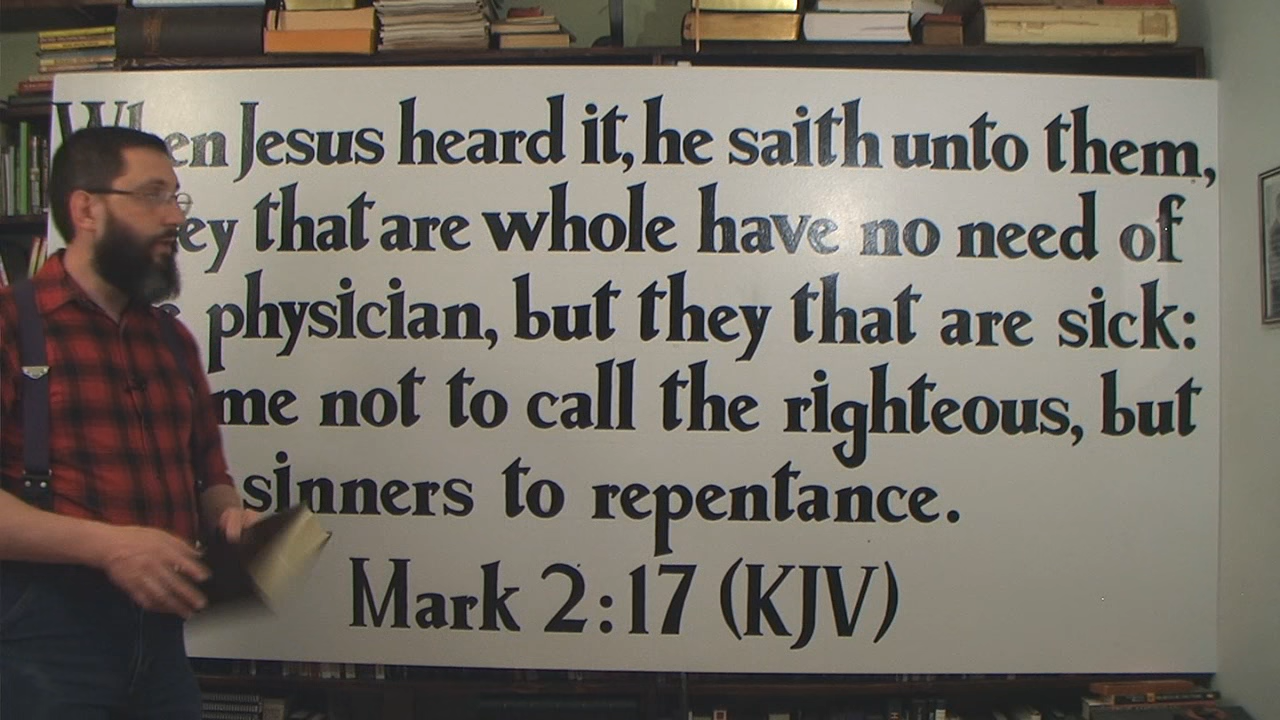 When Jesus heard it, he saith unto them,
ey that are whole have no need of
physician, but they that are sick:
me not to call the righteous, but
sinners to repentance.
Mark 2:17 (KJV)